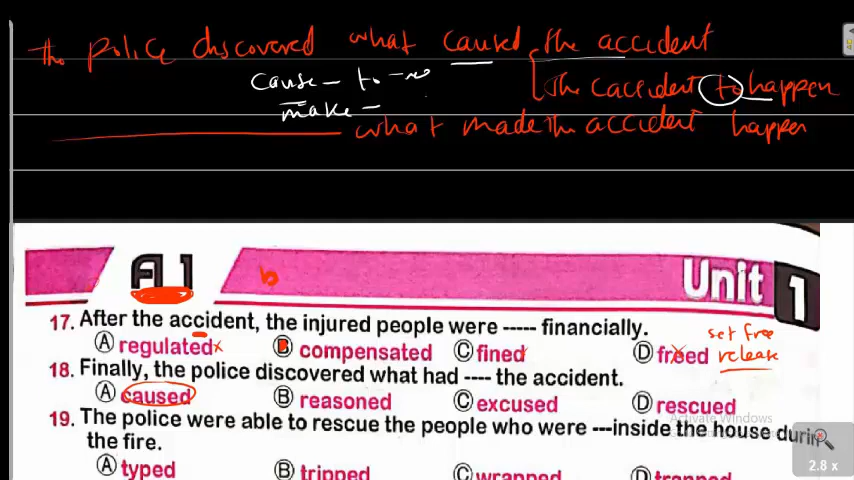 The police discovered what caused the accident
cause - to -
the accident to happen
make -
what made the accident happen
A1
b
Unit 1
17. After the accident, the injured people were ----- financially.
set free
A regulated x B compensated C fined D freed release
18. Finally, the police discovered what had ---- the accident.
A caused B reasoned C excused D rescued
Activate Windows
19. The police were able to rescue the people who were ---inside the house durin
the fire.
A typed B tripped C wrapped D trapped
2.8 x